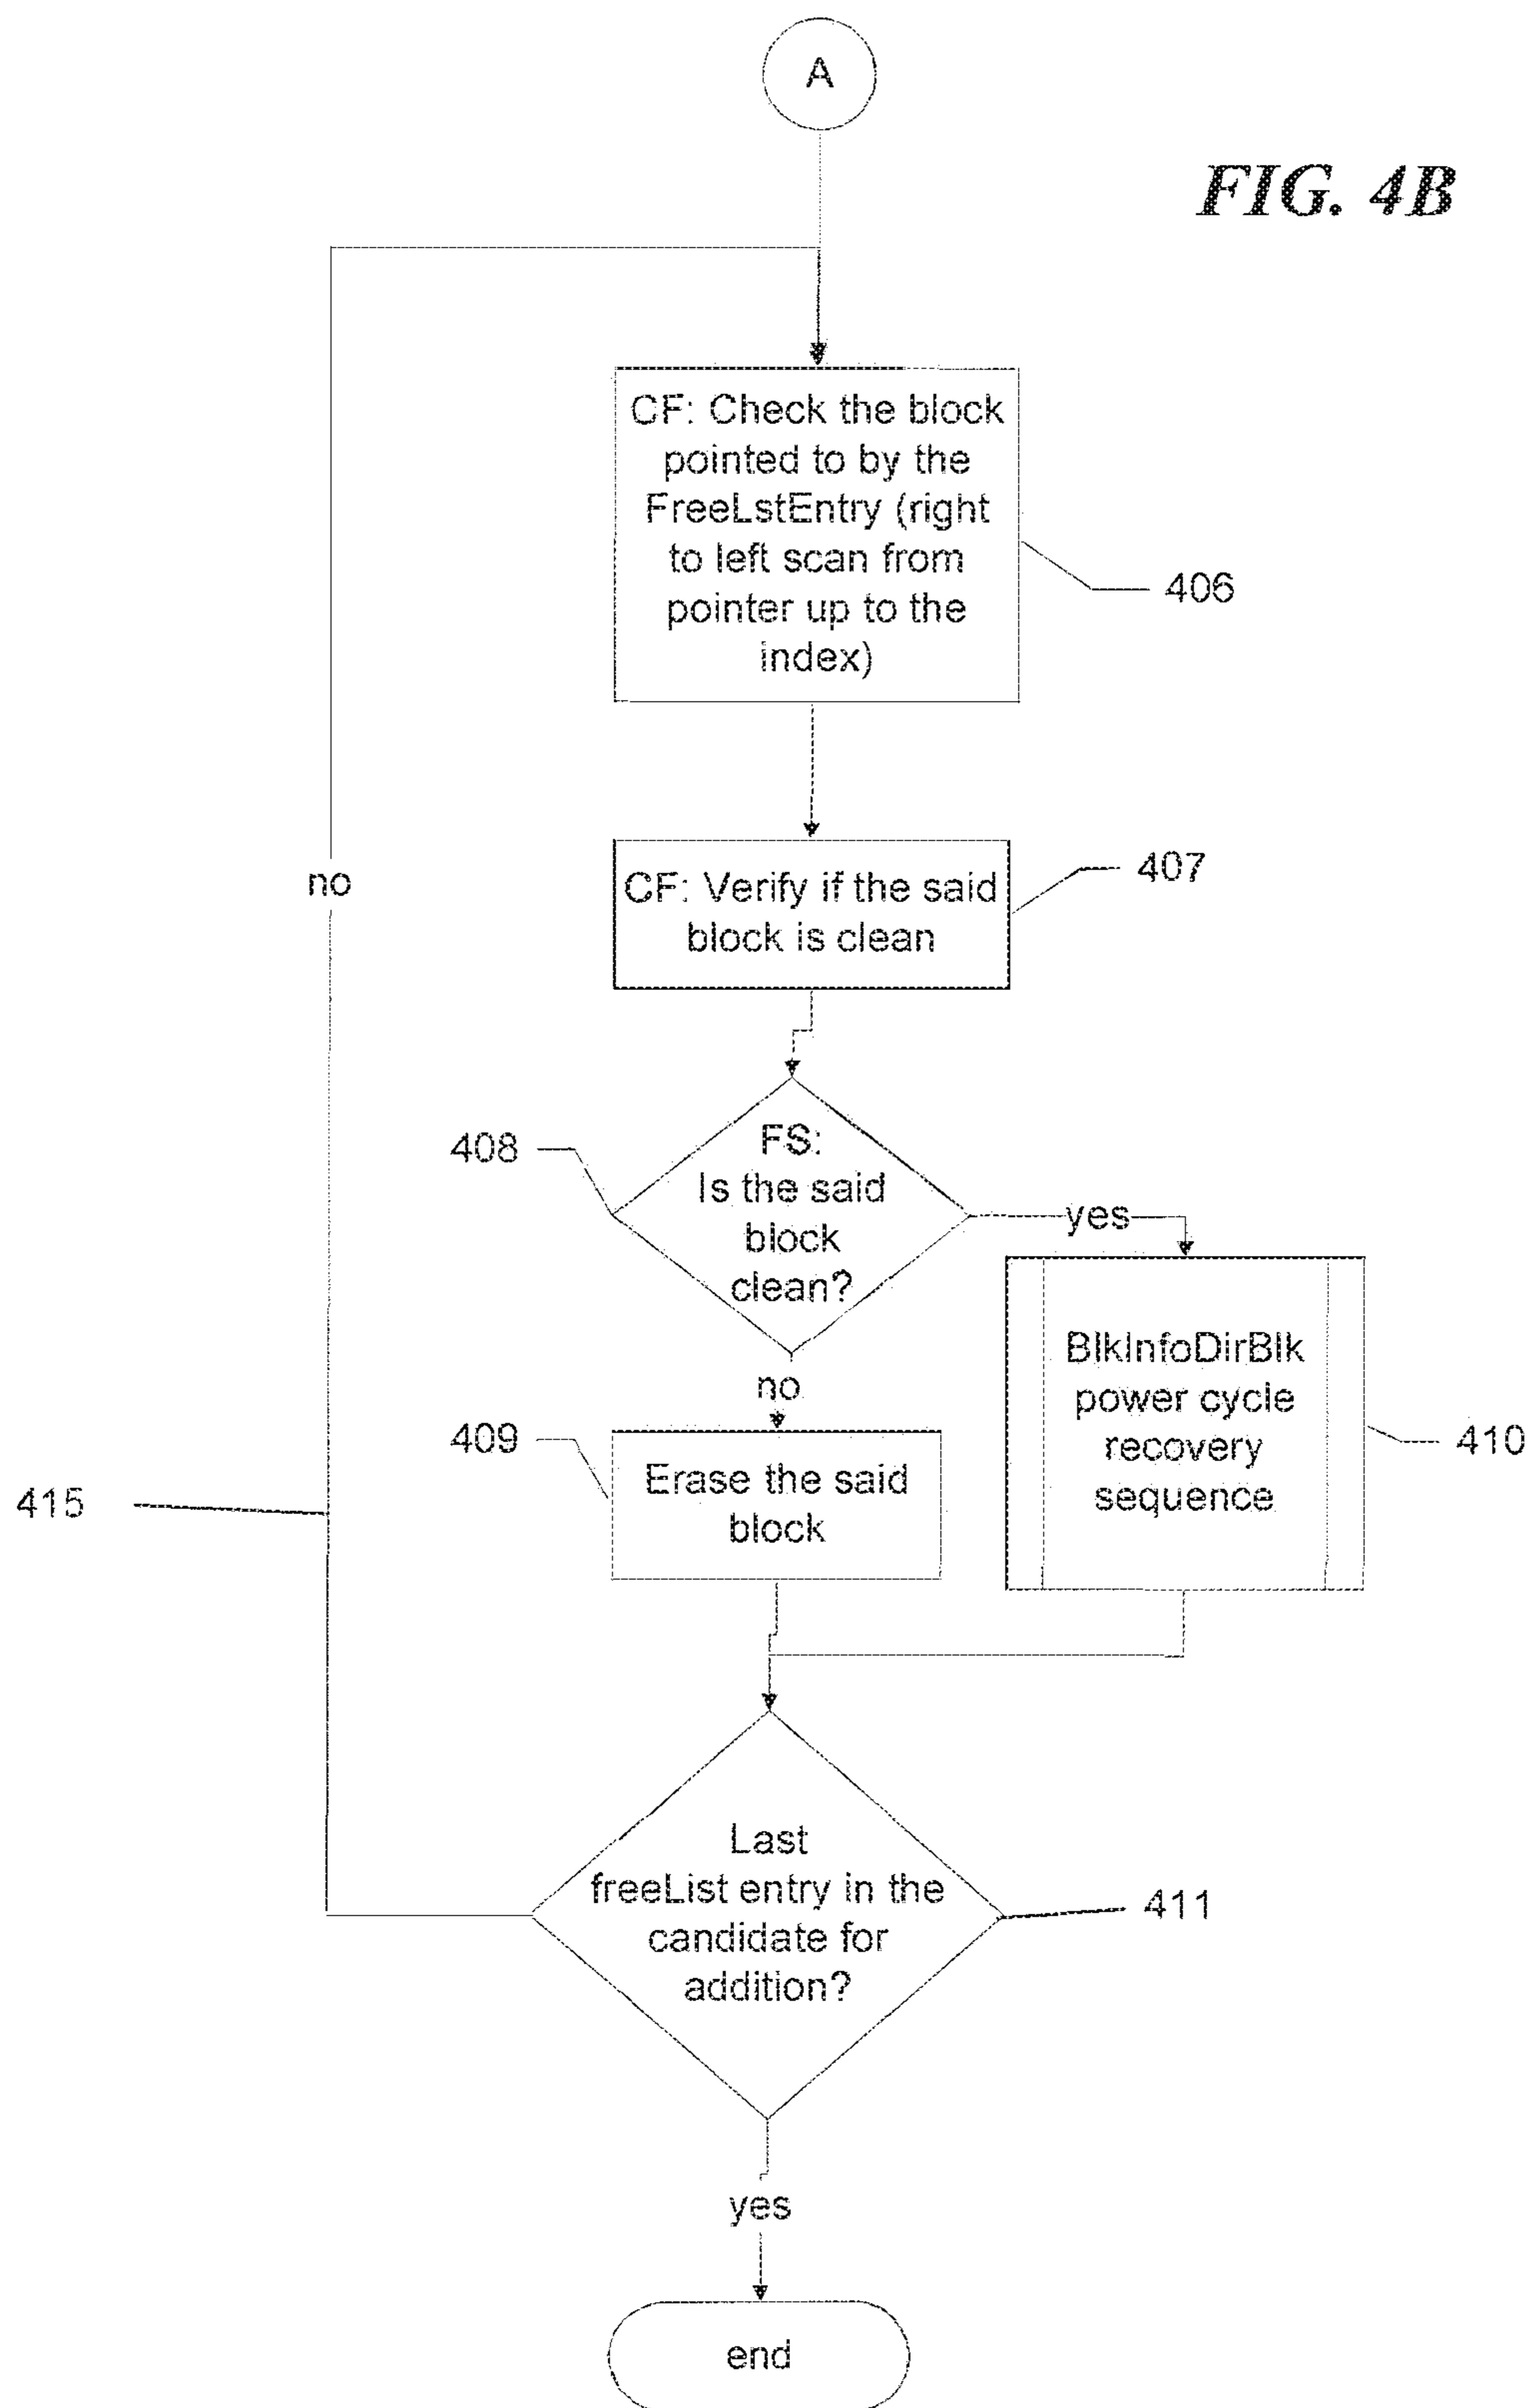 A
FIG. 4B
CF: Check the block
pointed to by the
FreeLstEntry (right
to left scan from
pointer up to the
index)
406
no
CF: Verify if the said
block is clean
407
408
FS:
Is the said
block
clean?
yes
no
409
Erase the said
block
BlkInfoDirBlk
power cycle
recovery
sequence
410
415
Last
freeList entry in the
candidate for
addition?
411
yes
end